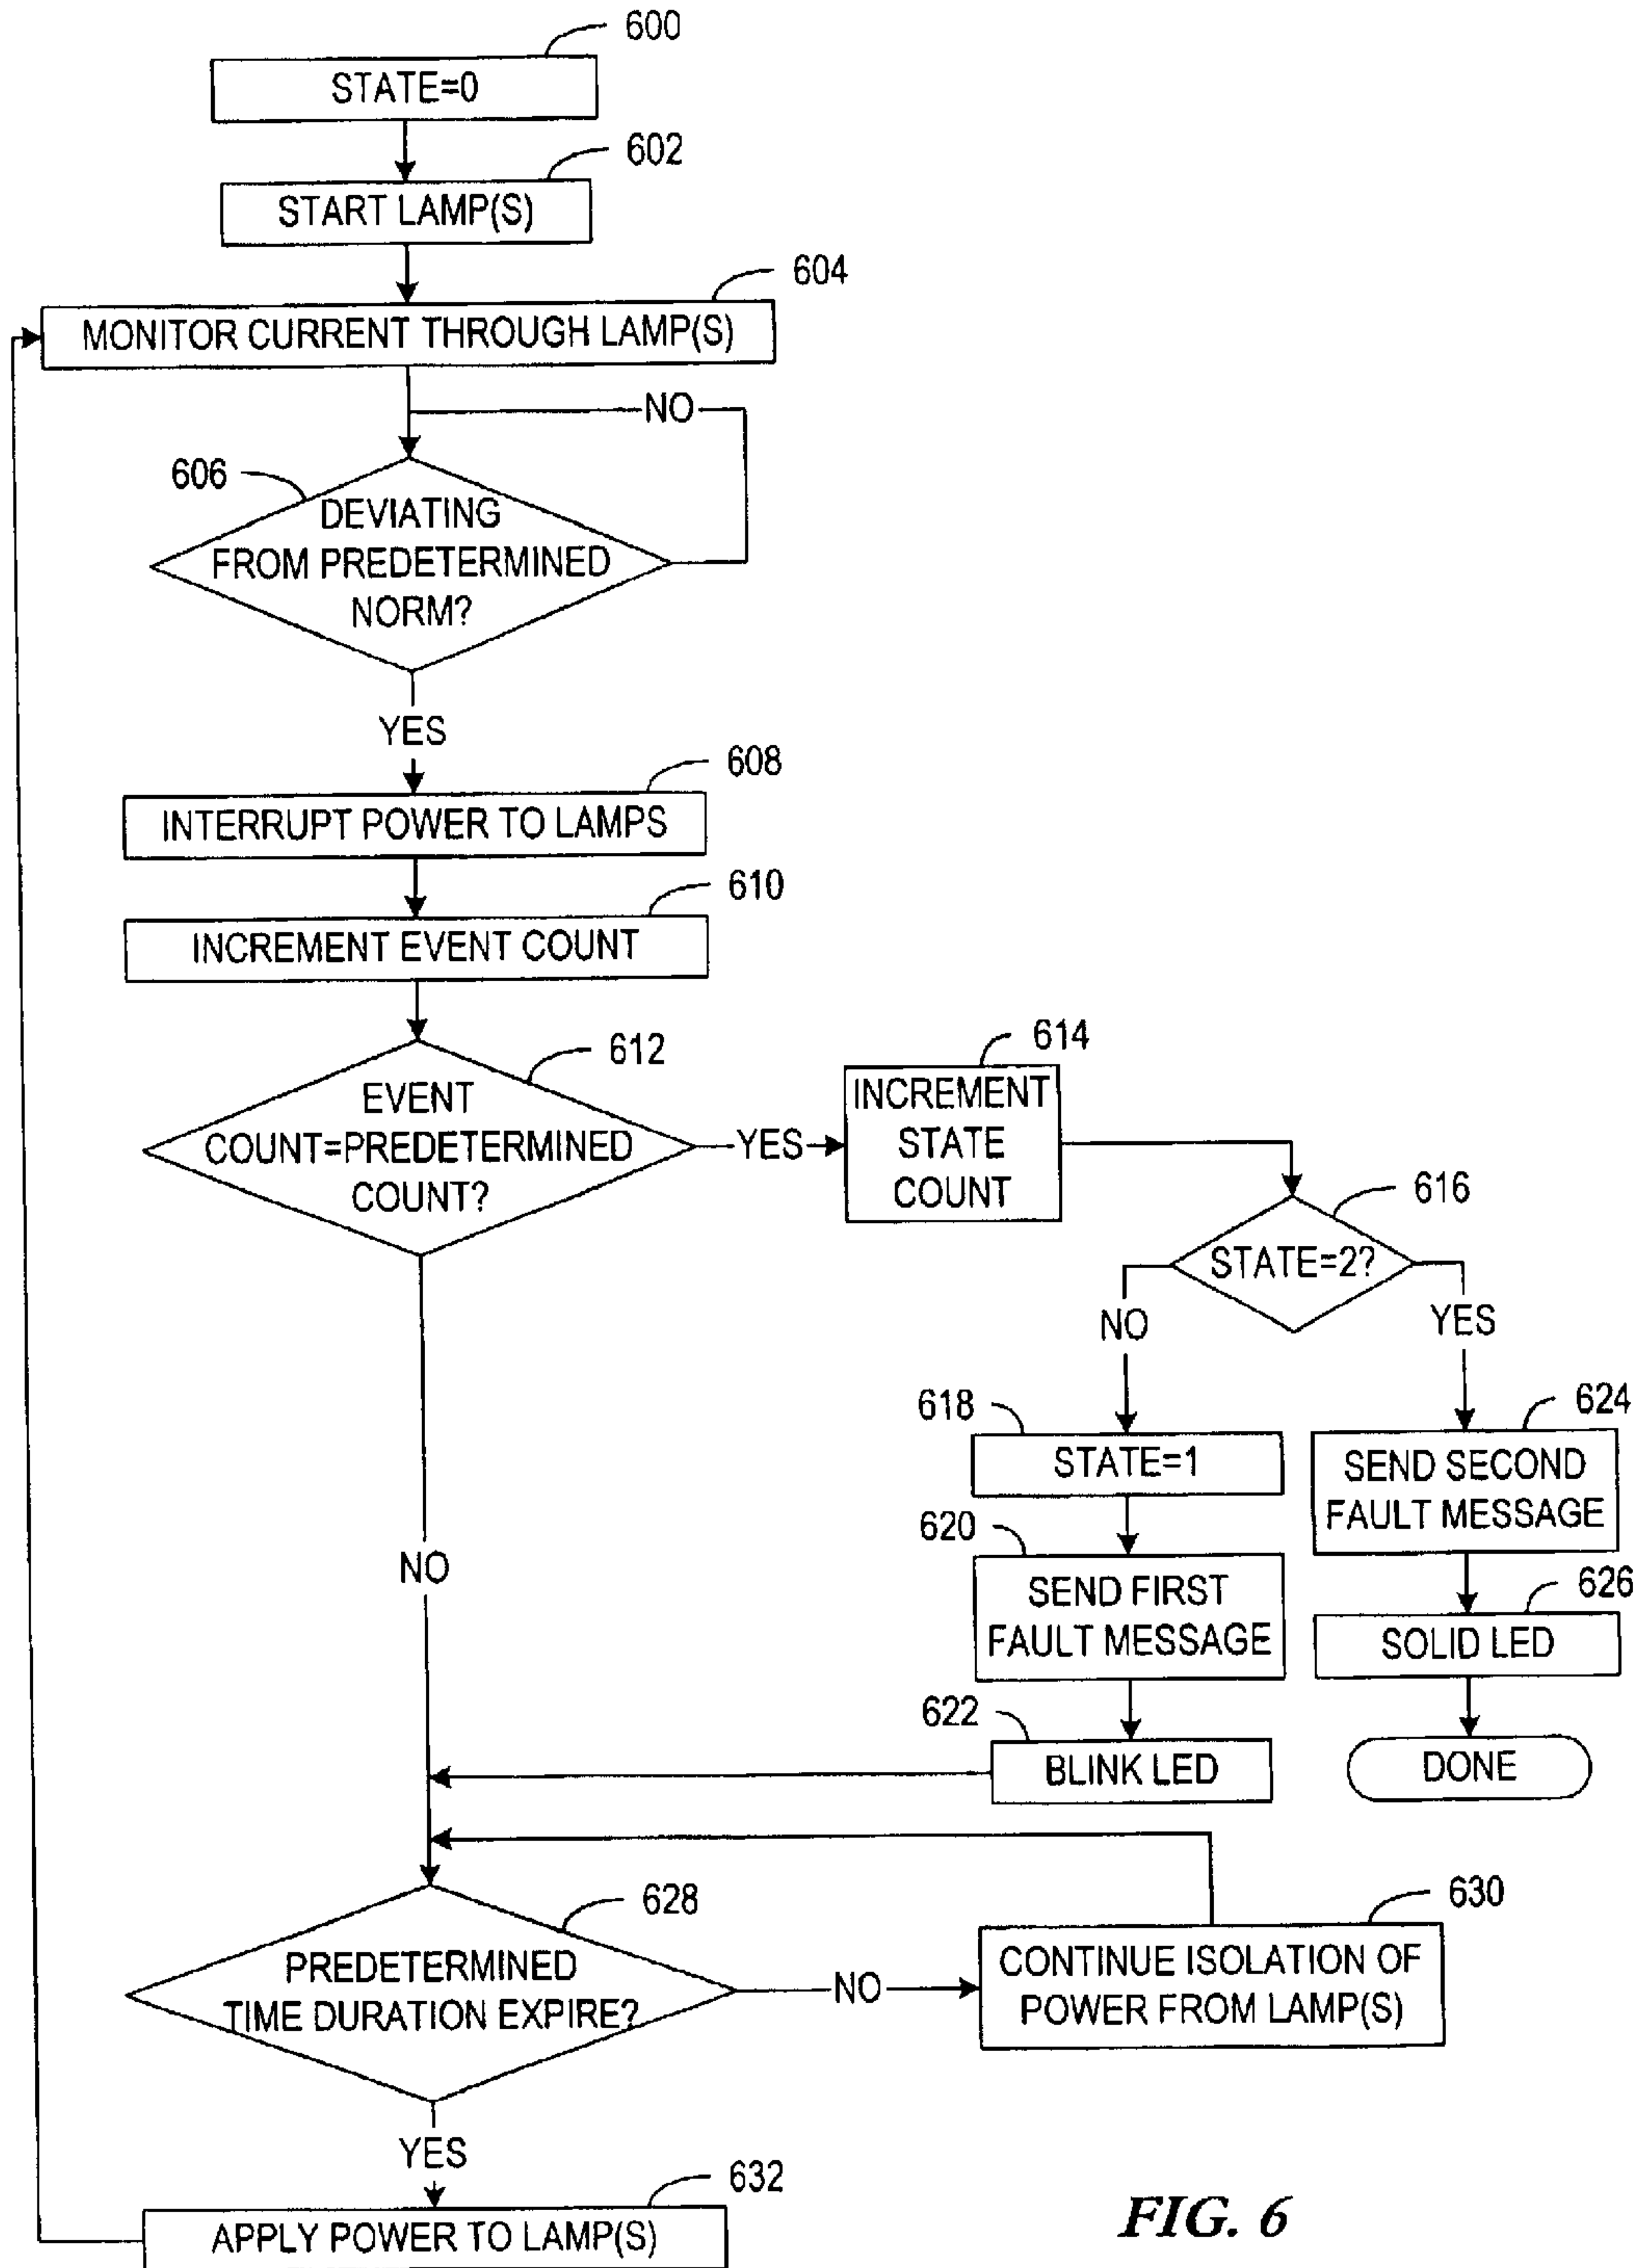 600
STATE=0
602
START LAMP(S)
604
MONITOR CURRENT THROUGH LAMP(S)
NO
606
DEVIATING
FROM PREDETERMINED
NORM?
YES
608
INTERRUPT POWER TO LAMPS
610
INCREMENT EVENT COUNT
612
EVENT
COUNT=PREDETERMINED
COUNT?
YES
614
INCREMENT
STATE
COUNT
616
STATE=2?
NO
YES
618
STATE=1
620
SEND FIRST
FAULT MESSAGE
622
BLINK LED
624
SEND SECOND
FAULT MESSAGE
626
SOLID LED
DONE
NO
628
PREDETERMINED
TIME DURATION EXPIRE?
NO
630
CONTINUE ISOLATION OF
POWER FROM LAMP(S)
YES
632
APPLY POWER TO LAMP(S)
FIG. 6